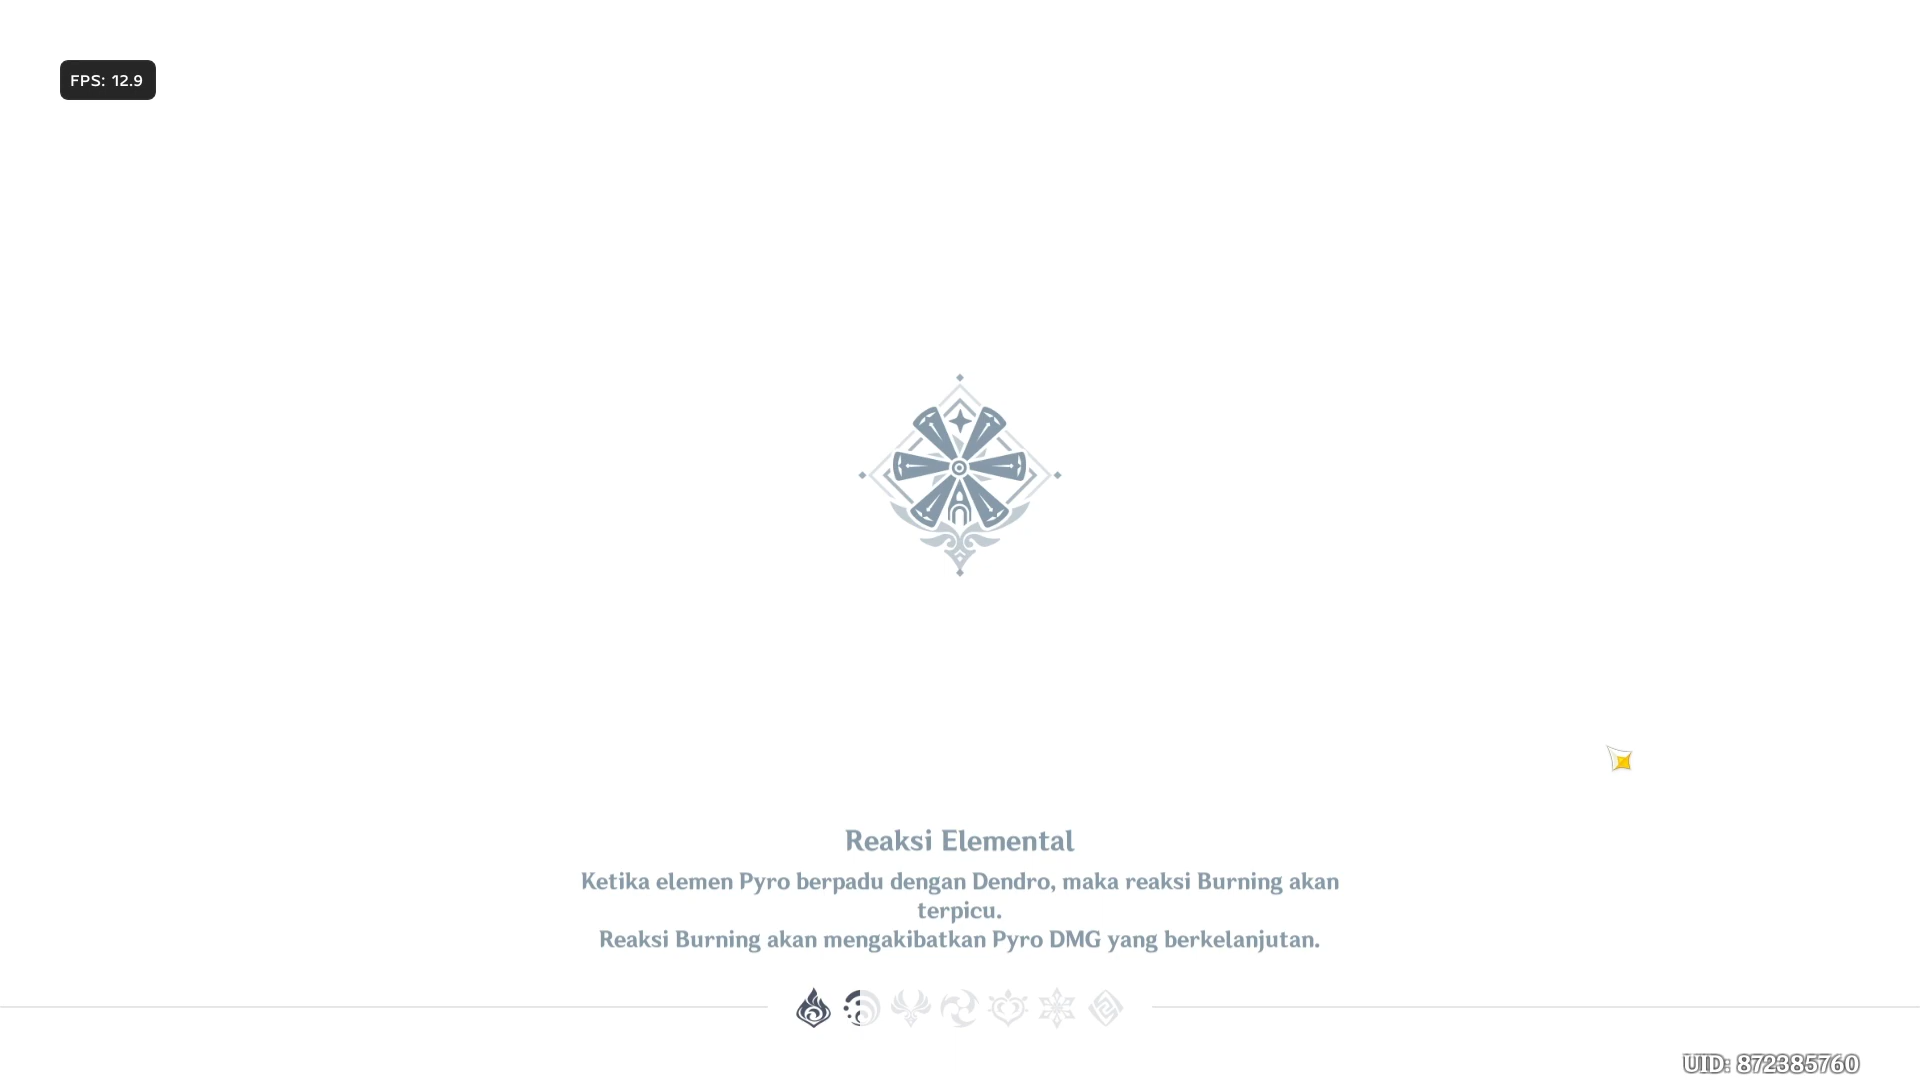 FPS: 12.9
Reaksi Elemental
Ketika elemen Pyro berpadu dengan Dendro, maka reaksi Burning akan
terpicu.
Reaksi Burning akan mengakibatkan Pyro DMG yang berkelanjutan.
UID: 872385760